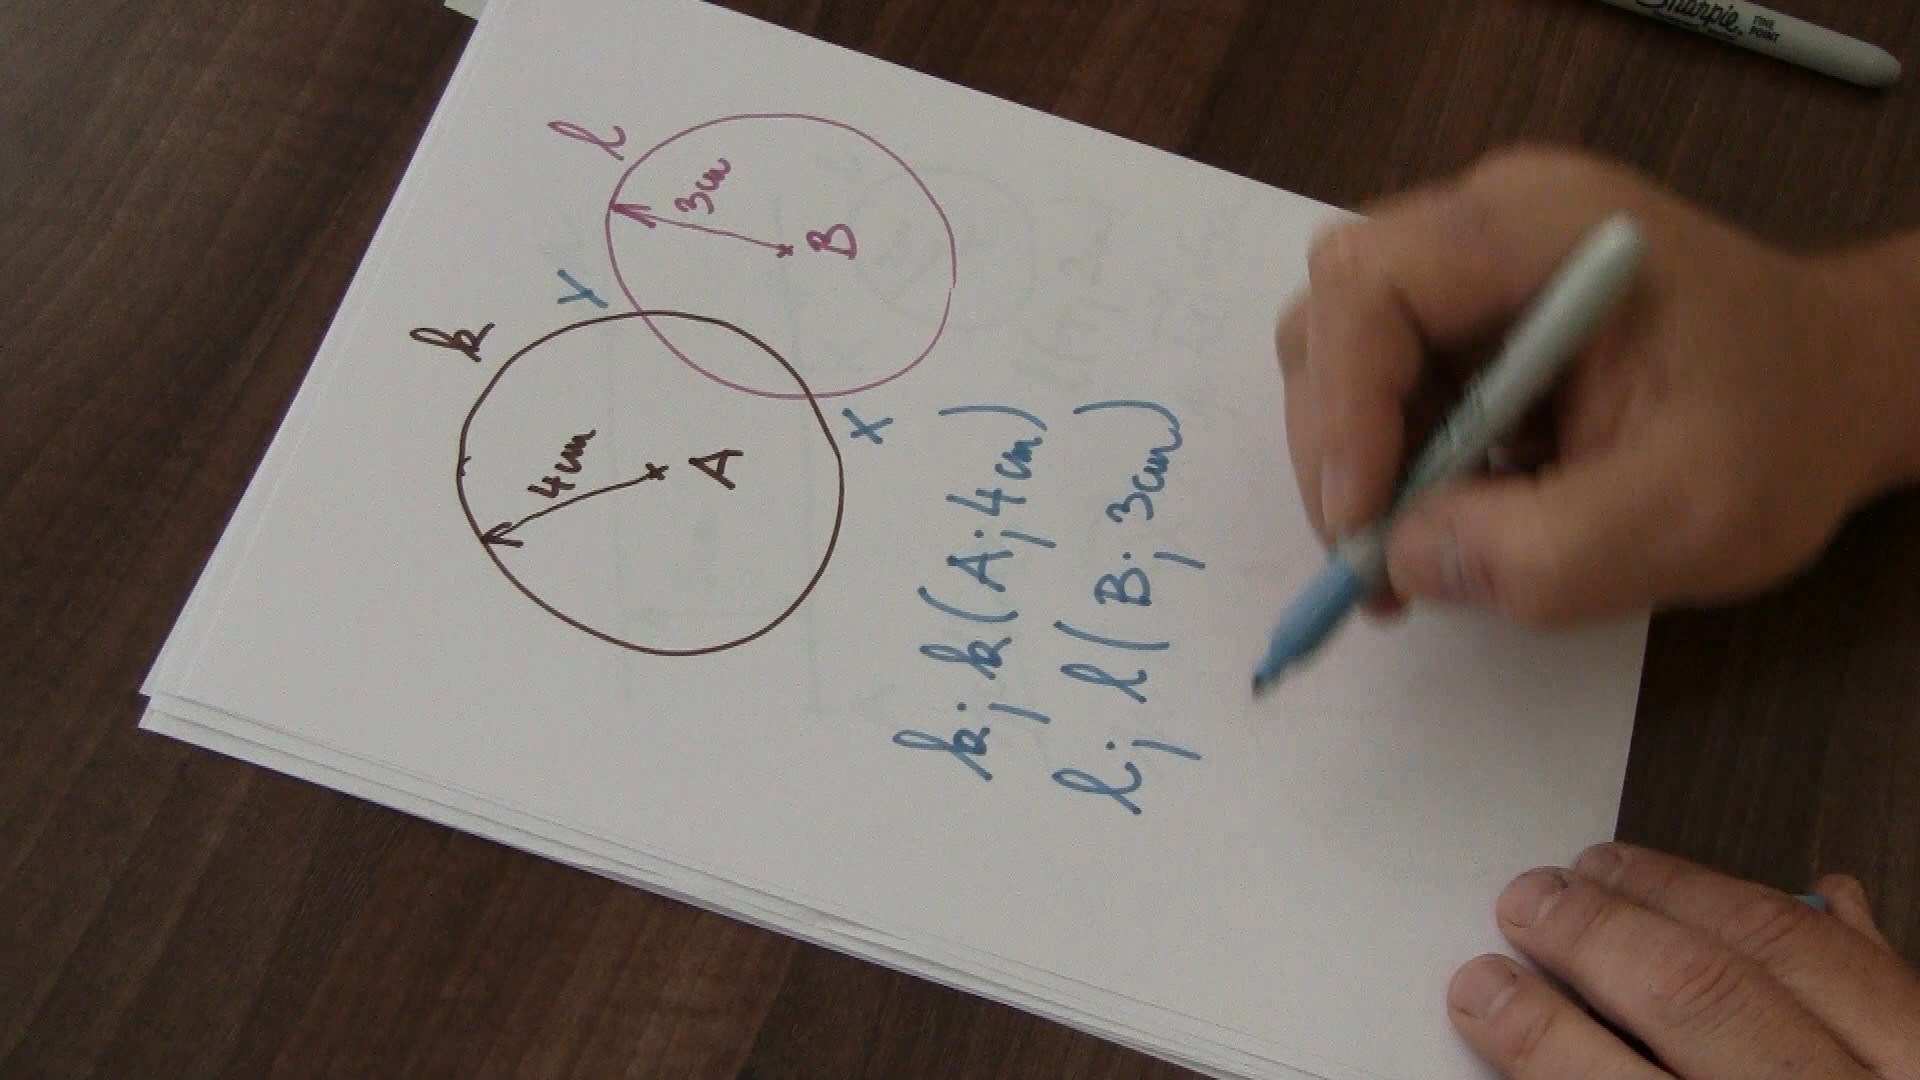 l
3cm
B
Y
k
X
4cm
A
k; k(A; 4cm)
l; l(B; 3cm)
Sharpie
FINE
POINT